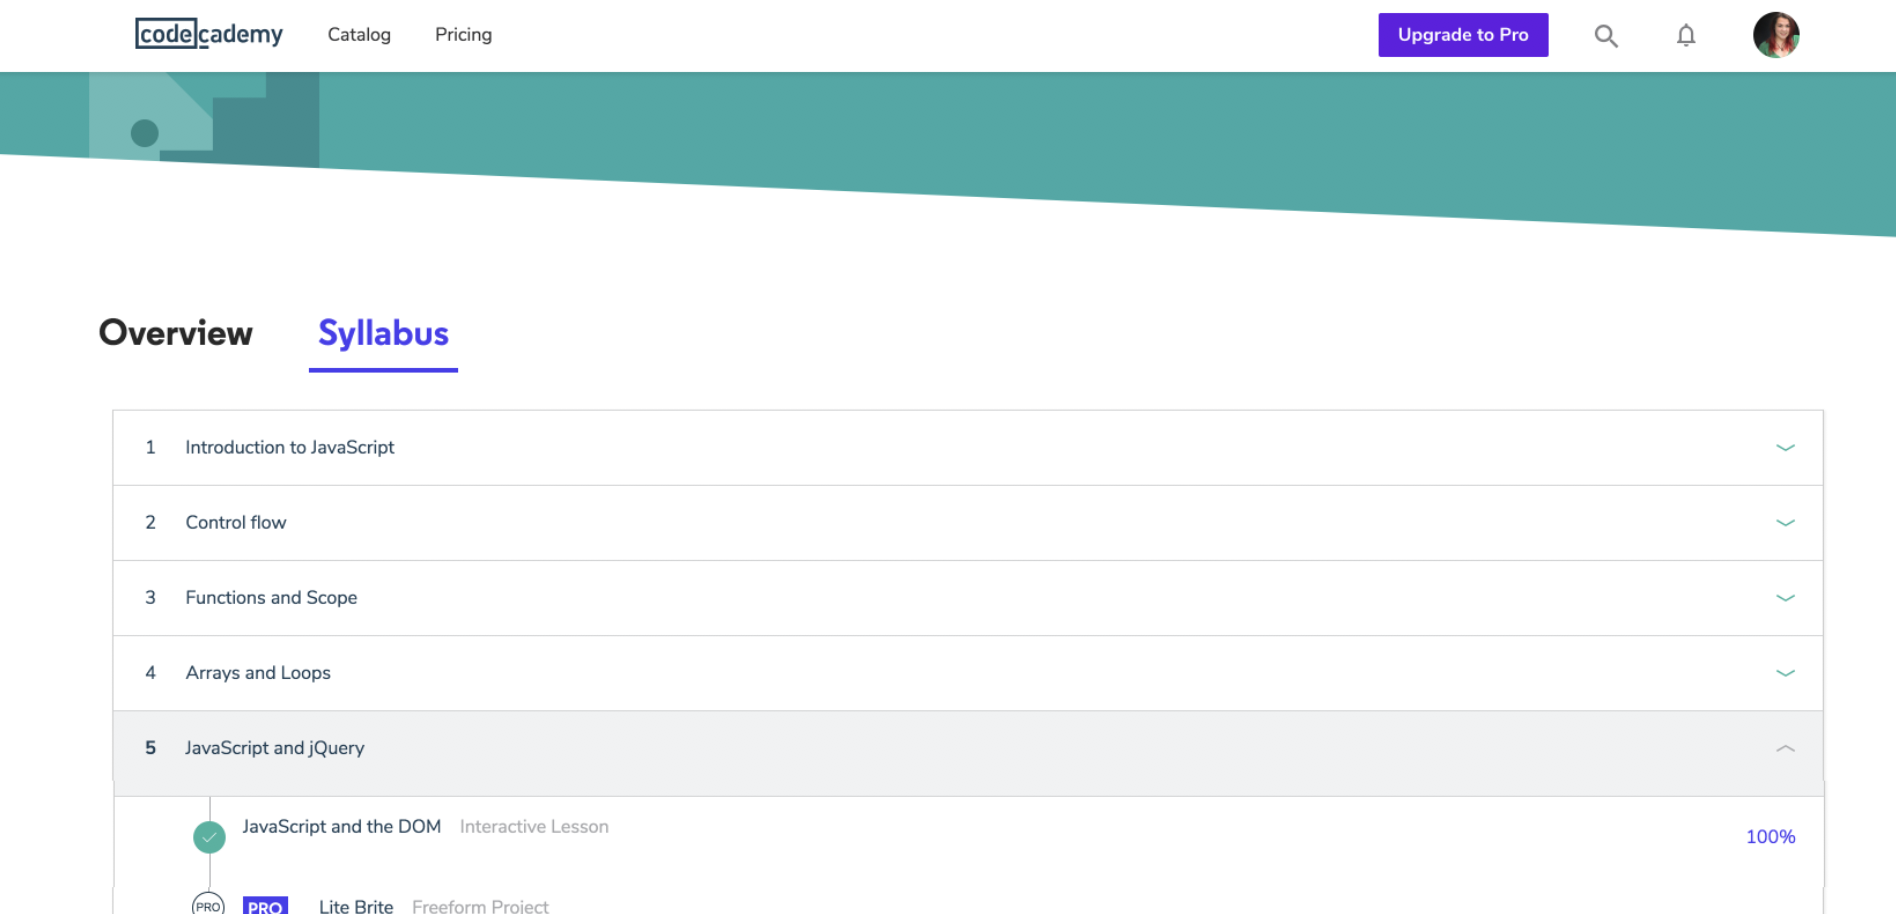 codecademy Catalog Pricing Upgrade to Pro
Overview Syllabus
1 Introduction to JavaScript
2 Control flow
3 Functions and Scope
4 Arrays and Loops
5 JavaScript and jQuery
JavaScript and the DOM Interactive Lesson
100%
PRO PRO Lite Brite Freeform Project